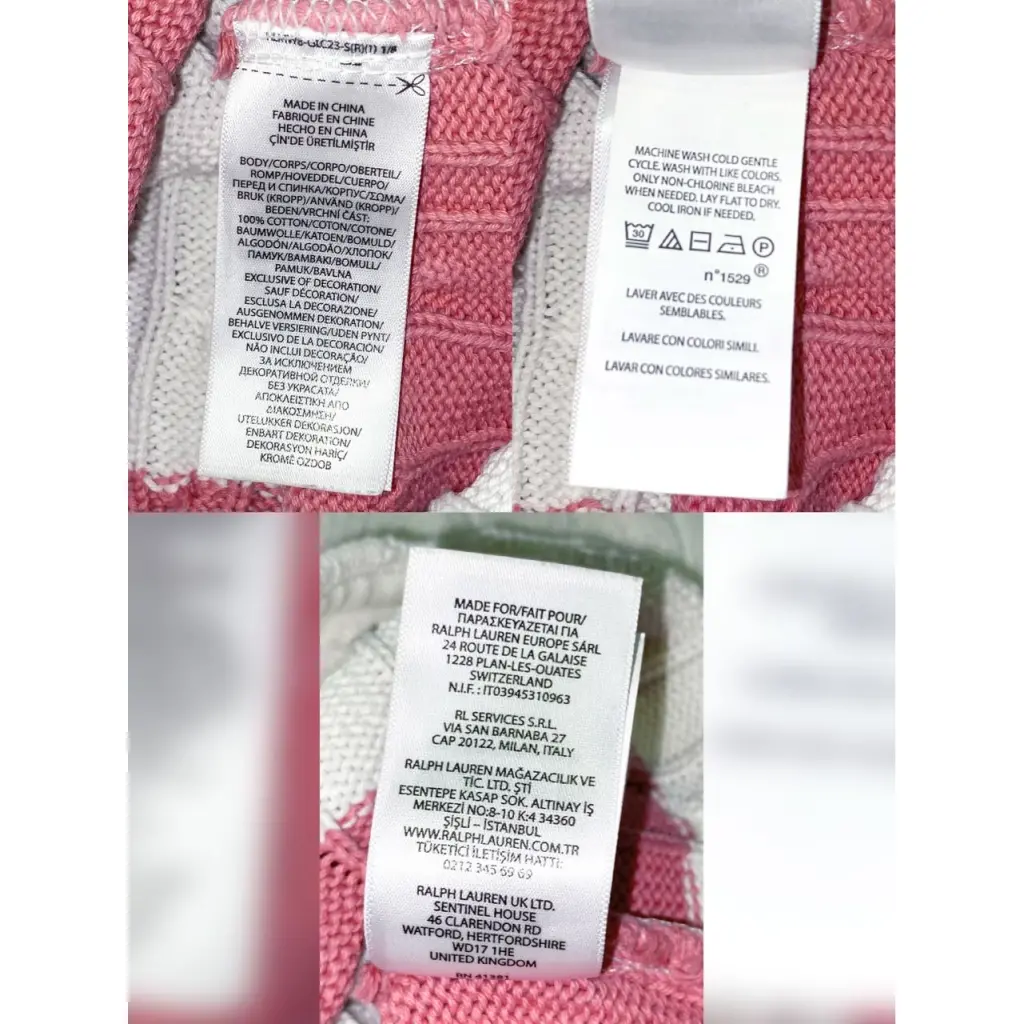 MADE IN CHINA
FABRIQUÉ EN CHINE
HECHO EN CHINA
ÇİN'DE ÜRETİLMİŞTİR
BODY/CORPS/CORPO/OBERTEIL/
ROMP/HOVEDDEL/CUERPO/
ПЕРЕД И СПИНКА/КОРПУС/ΣΩΜΑ/
BRUK (KROPP)/ANVÄND (KROPP)/
BEDEN/VRCHNÍ ČÁST:
100% COTTON/COTON/COTONE/
BAUMWOLLE/KATOEN/BOMULD/
ALGODÓN/ALGODÃO/ХЛОПОК/
ПАМУК/BAMBAKI/BOMULL/
PAMUK/BAVLNA
EXCLUSIVE OF DECORATION/
SAUF DÉCORATION/
ESCLUSA LA DECORAZIONE/
AUSGENOMMEN DEKORATION/
BEHALVE VERSIERING/UDEN PYNT/
EXCLUSIVO DE LA DECORACIÓN/
NÃO INCLUI DECORAÇÃO/
ЗА ИСКЛЮЧЕНИЕМ
ДЕКОРАТИВНОЙ ОТДЕЛКИ/
БЕЗ УКРАСАТА/
ΑΠΟΚΛΕΙΣΤΙΚΗ ΑΠΟ
ΔΙΑΚΟΣΜΗΣΗ/
UTELUKKER DEKORASJON/
ENBART DEKORATION/
DEKORASYON HARİÇ/
KROMĚ OZDOB
MACHINE WASH COLD GENTLE
CYCLE. WASH WITH LIKE COLORS.
ONLY NON-CHLORINE BLEACH
WHEN NEEDED. LAY FLAT TO DRY.
COOL IRON IF NEEDED.
30 P
n°1529 ®
LAVER AVEC DES COULEURS
SEMBLABLES.
LAVARE CON COLORI SIMILI.
LAVAR CON COLORES SIMILARES.
MADE FOR/FAIT POUR/
ΠΑΡΑΣΚΕΥΑΖΕΤΑΙ ΓΙΑ
RALPH LAUREN EUROPE SÁRL
24 ROUTE DE LA GALAISE
1228 PLAN-LES-OUATES
SWITZERLAND
N.I.F. : IT03945310963
RL SERVICES S.R.L.
VIA SAN BARNABA 27
CAP 20122, MILAN, ITALY
RALPH LAUREN MAĞAZACILIK VE
TİC. LTD. ŞTİ
ESENTEPE KASAP SOK. ALTINAY İŞ
MERKEZİ NO:8-10 K:4 34360
ŞİŞLİ – İSTANBUL
WWW.RALPHLAUREN.COM.TR
TÜKETİCİ İLETİŞİM HATTI:
0212 345 69 69
RALPH LAUREN UK LTD.
SENTINEL HOUSE
46 CLARENDON RD
WATFORD, HERTFORDSHIRE
WD17 1HE
UNITED KINGDOM